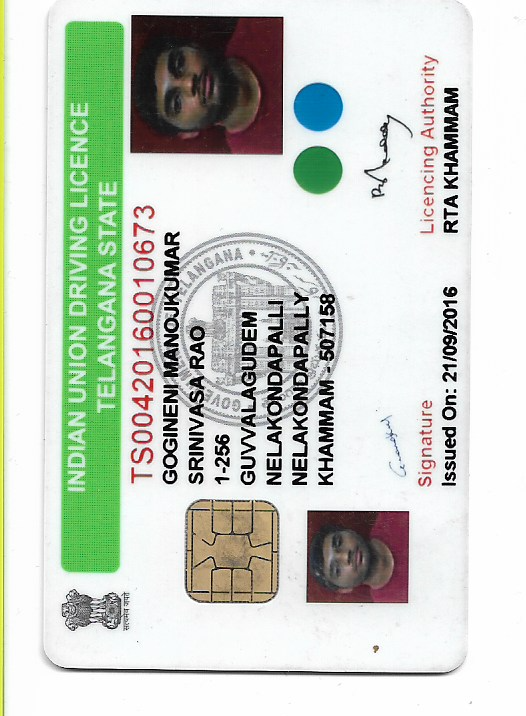 INDIAN UNION DRIVING LICENCE
TELANGANA STATE
सत्यमेव जयते
TS00420160010673
GOGINENI MANOJKUMAR
SRINIVASA RAO
1-256
GUVVALAGUDEM
NELAKONDAPALLI
NELAKONDAPALLY
KHAMMAM - 507158
TELANGANA
Signature
Issued On: 21/09/2016
Licencing Authority
RTA KHAMMAM